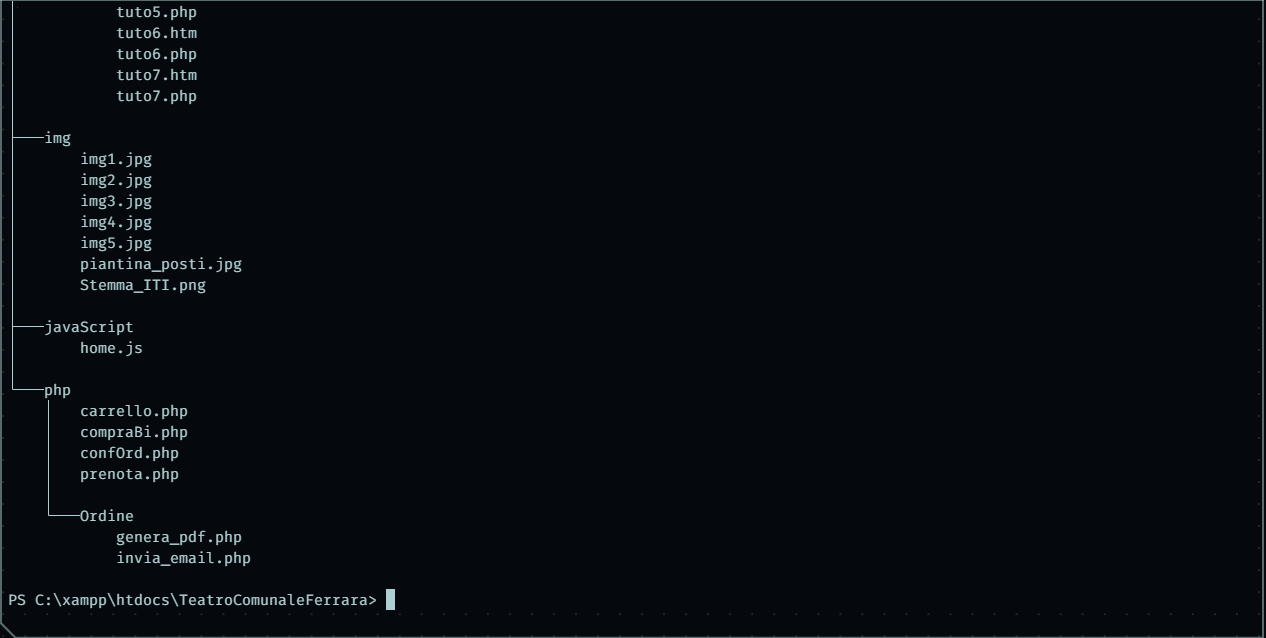 tuto5.php
tuto6.htm
tuto6.php
tuto7.htm
tuto7.php
img
img1.jpg
img2.jpg
img3.jpg
img4.jpg
img5.jpg
piantina_posti.jpg
Stemma_ITI.png
javaScript
home.js
php
carrello.php
compraBi.php
confOrd.php
prenota.php
Ordine
genera_pdf.php
invia_email.php
PS C:\xampp\htdocs\TeatroComunaleFerrara>